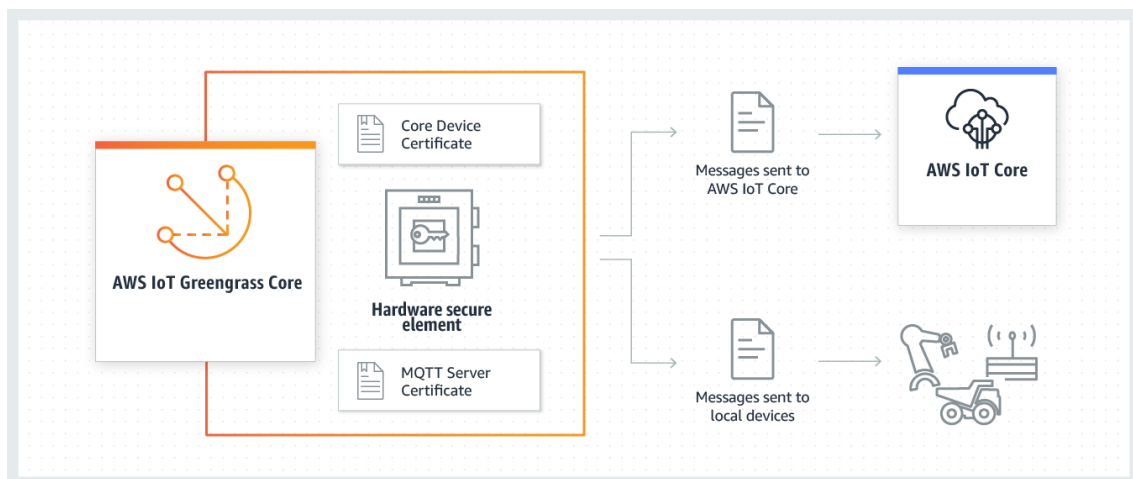 AWS IoT Greengrass Core
Core Device
Certificate
Hardware secure
element
MQTT Server
Certificate
Messages sent to
AWS IoT Core
AWS IoT Core
Messages sent to
local devices